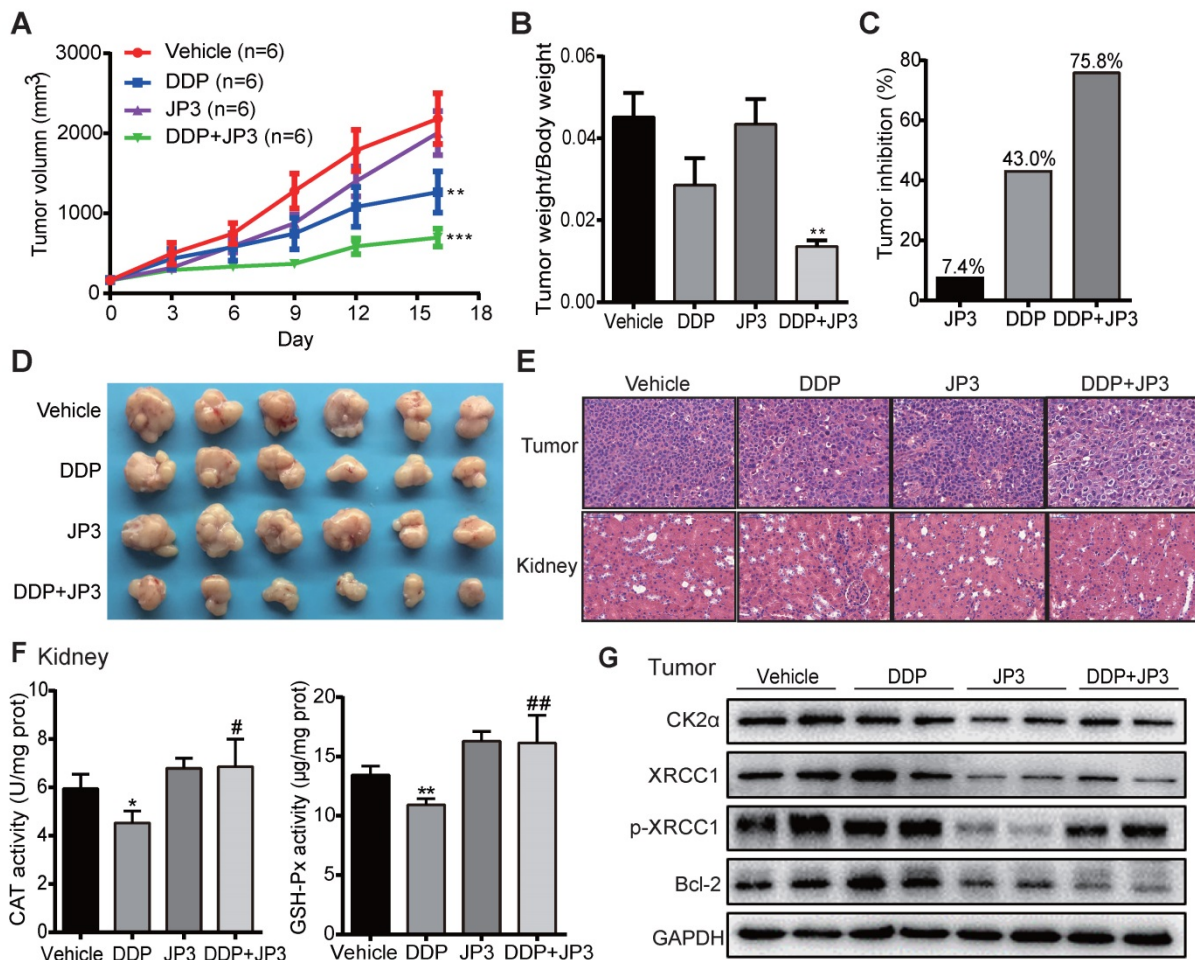 A
Tumor volumn (mm³)
3000
2000
1000
0
Vehicle (n=6)
DDP (n=6)
JP3 (n=6)
DDP+JP3 (n=6)
**
***
0 3 6 9 12 15 18
Day
B
Tumor weight/Body weight
0.06
0.04
0.02
0.00
**
Vehicle DDP JP3 DDP+JP3
C
Tumor inhibition (%)
80
60
40
20
0
7.4%
43.0%
75.8%
JP3 DDP DDP+JP3
D
Vehicle
DDP
JP3
DDP+JP3
E
Vehicle DDP JP3 DDP+JP3
Tumor
Kidney
F Kidney
CAT activity (U/mg prot)
10
8
6
4
2
0
*
#
Vehicle DDP JP3 DDP+JP3
GSH-Px activity (μg/mg prot)
20
15
10
5
0
**
##
Vehicle DDP JP3 DDP+JP3
G Tumor
Vehicle DDP JP3 DDP+JP3
CK2α
XRCC1
p-XRCC1
Bcl-2
GAPDH